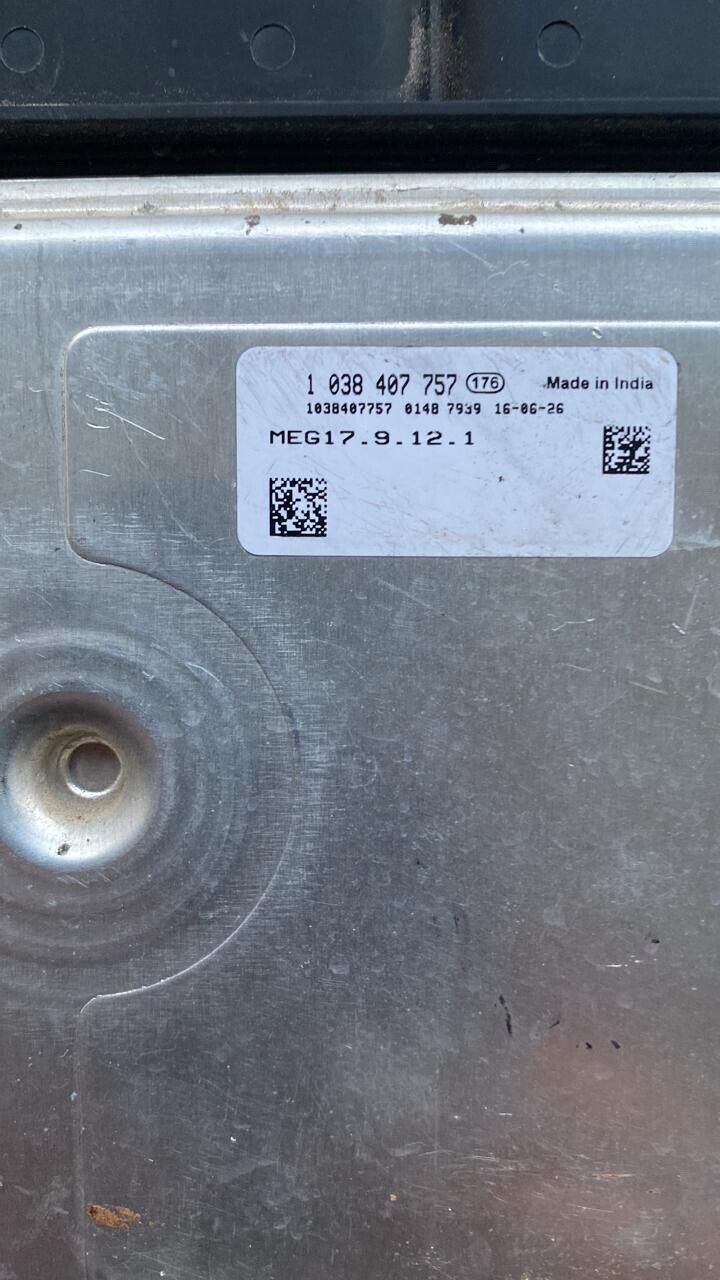 1 038 407 757 176 Made in India
1038407757 0148 7939 16-06-26
MEG17.9.12.1